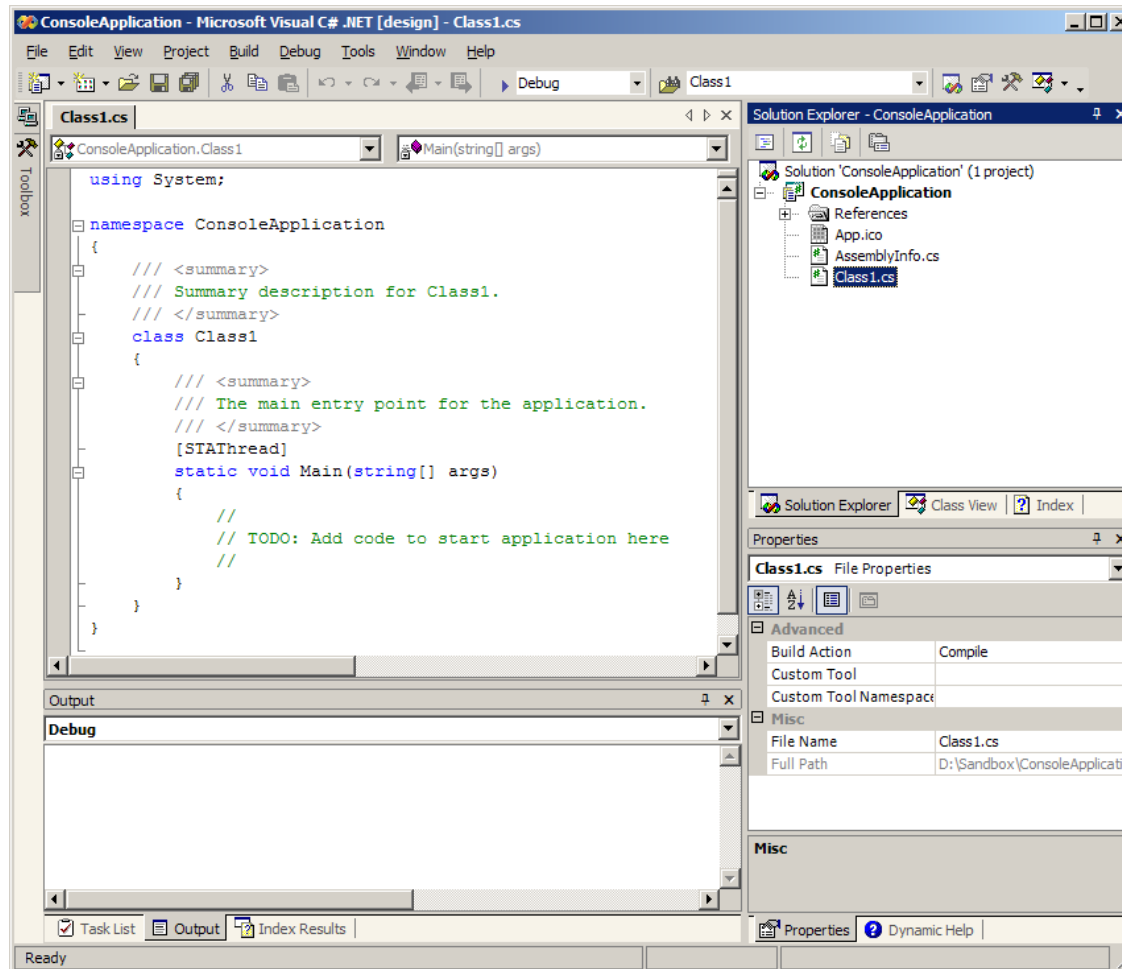 ConsoleApplication - Microsoft Visual C# .NET [design] - Class1.cs
File Edit View Project Build Debug Tools Window Help
Debug Class1
Toolbox
Class1.cs
ConsoleApplication.Class1 Main(string[] args)
using System;
namespace ConsoleApplication
{
/// <summary>
/// Summary description for Class1.
/// </summary>
class Class1
{
/// <summary>
/// The main entry point for the application.
/// </summary>
[STAThread]
static void Main(string[] args)
{
//
// TODO: Add code to start application here
//
}
}
}
Output
Debug
Task List Output Index Results
Ready
Solution Explorer - ConsoleApplication
Solution 'ConsoleApplication' (1 project)
ConsoleApplication
References
App.ico
AssemblyInfo.cs
Class1.cs
Solution Explorer Class View Index
Properties
Class1.cs File Properties
Advanced
Build Action Compile
Custom Tool
Custom Tool Namespace
Misc
File Name Class1.cs
Full Path D:\Sandbox\ConsoleApplicati
Misc
Properties Dynamic Help